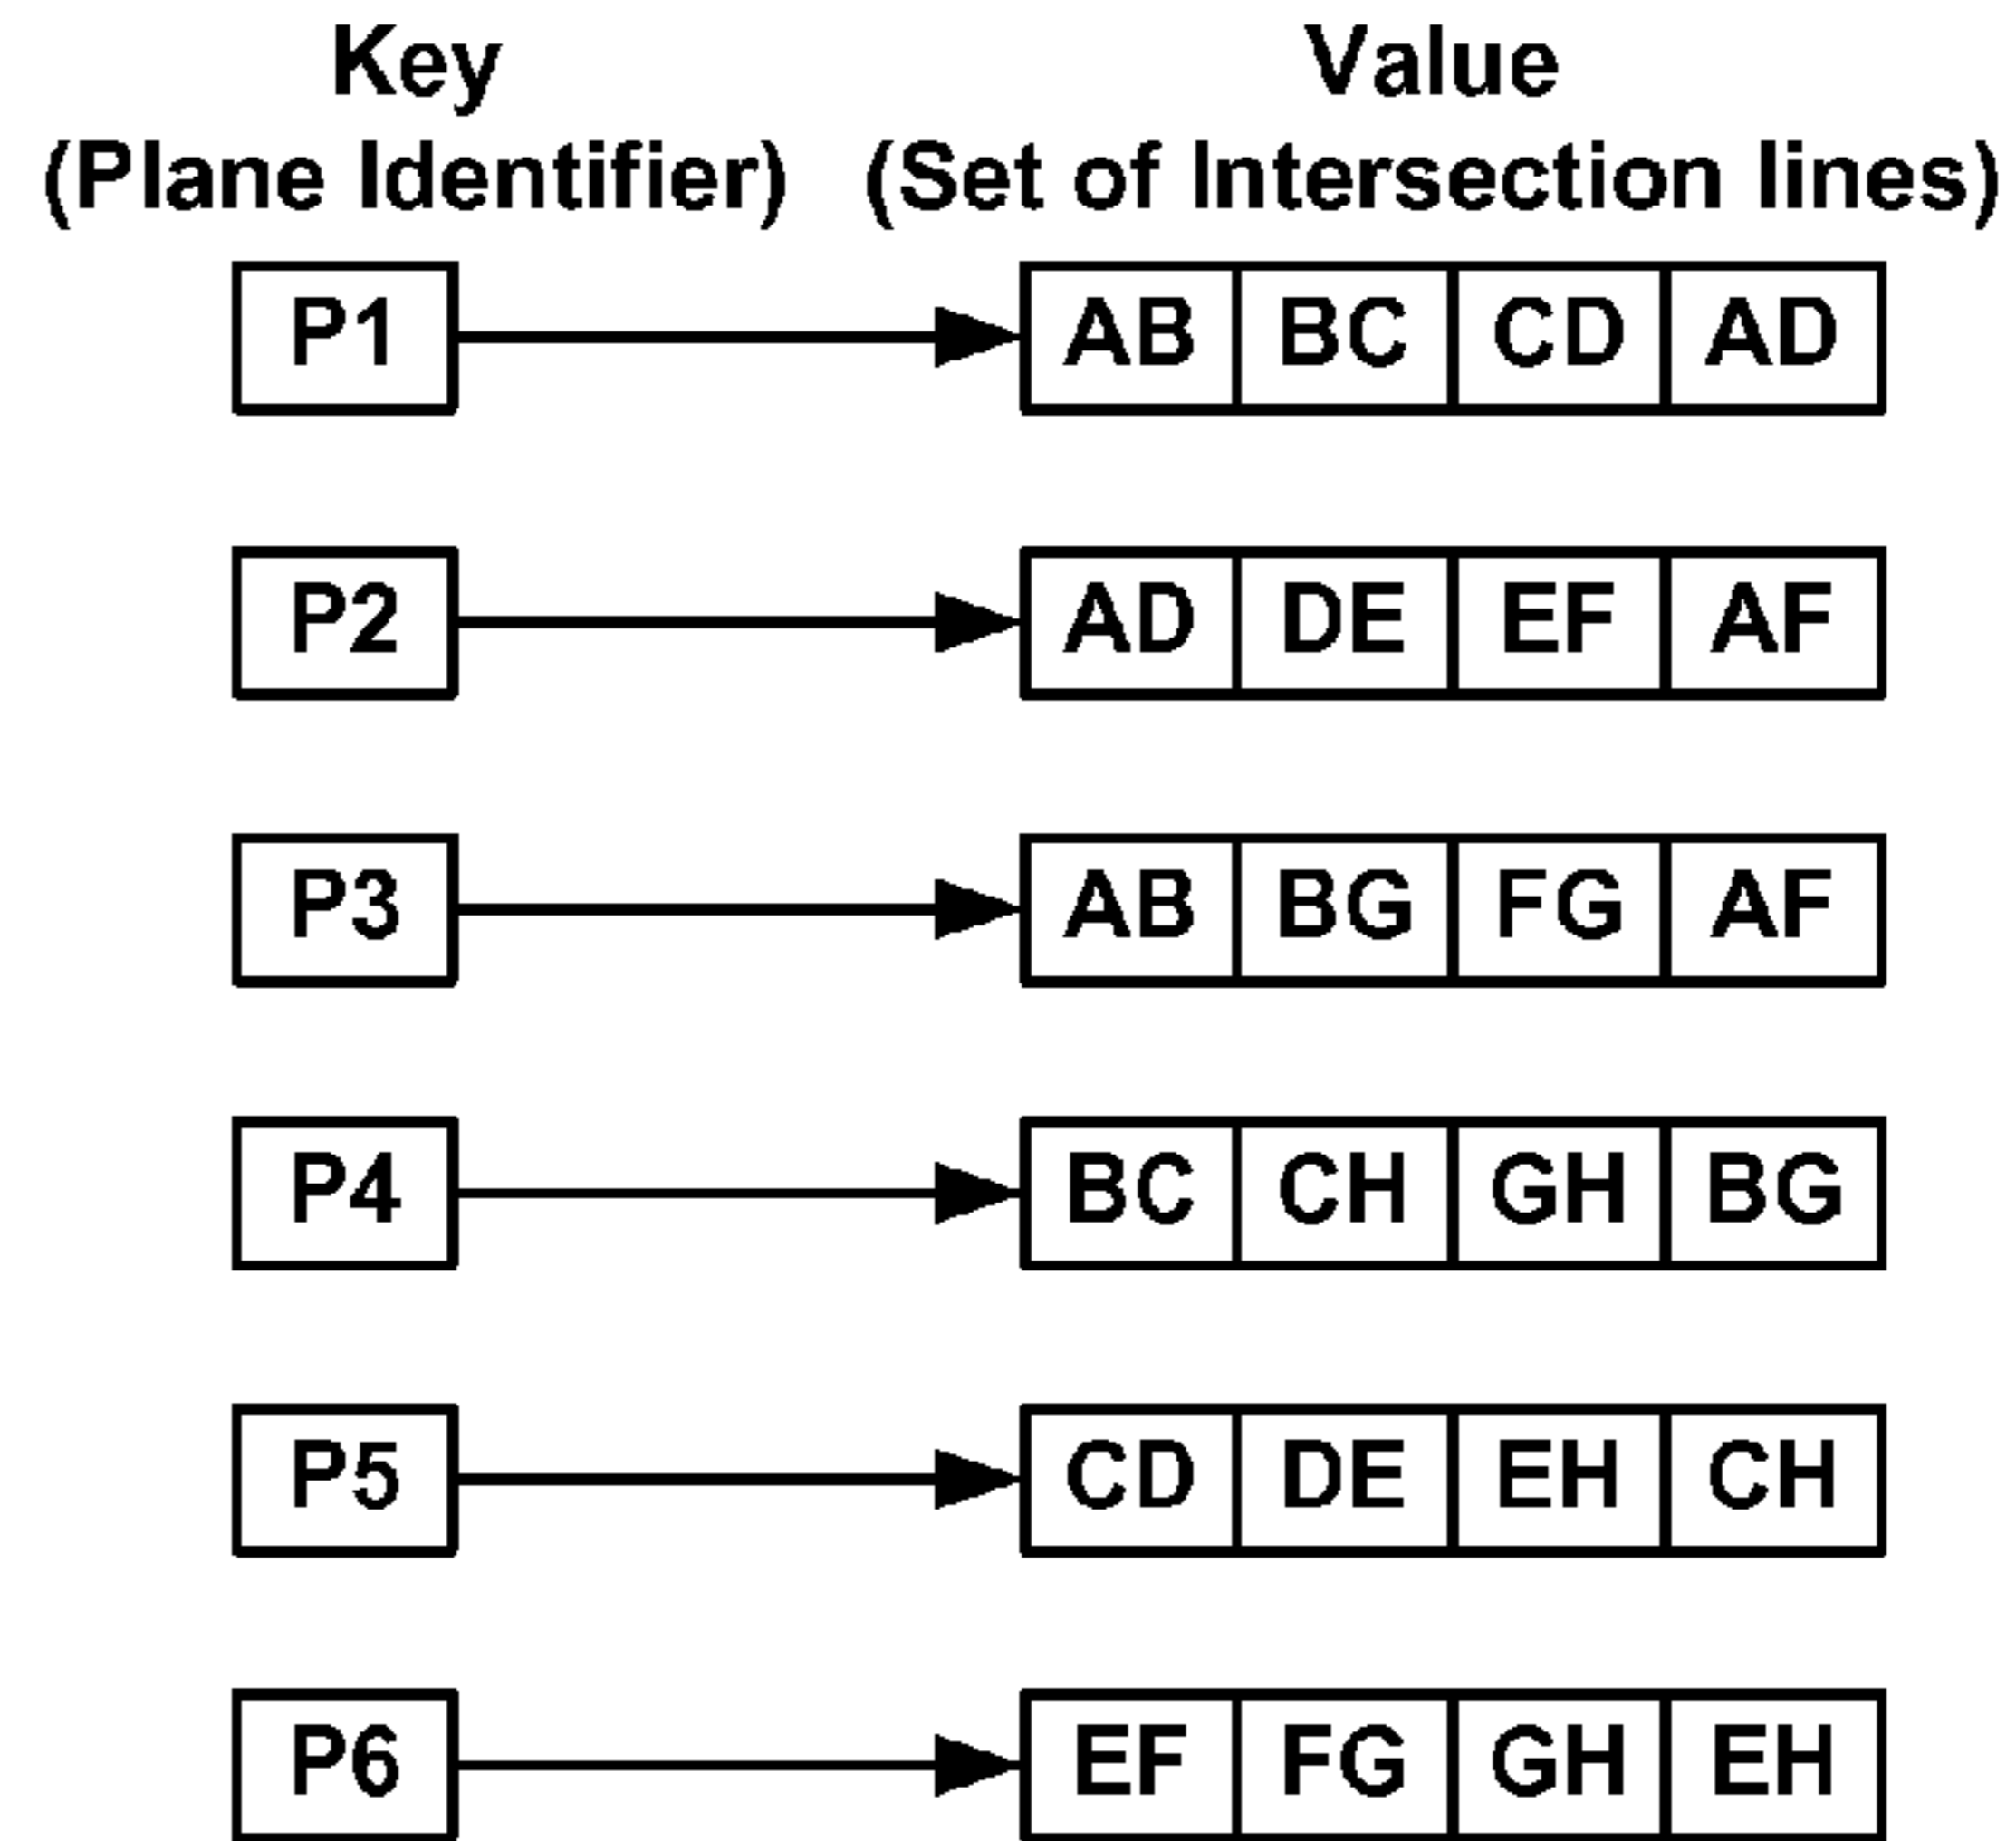 Key Value
(Plane Identifier) (Set of Intersection lines)
P1 AB BC CD AD
P2 AD DE EF AF
P3 AB BG FG AF
P4 BC CH GH BG
P5 CD DE EH CH
P6 EF FG GH EH